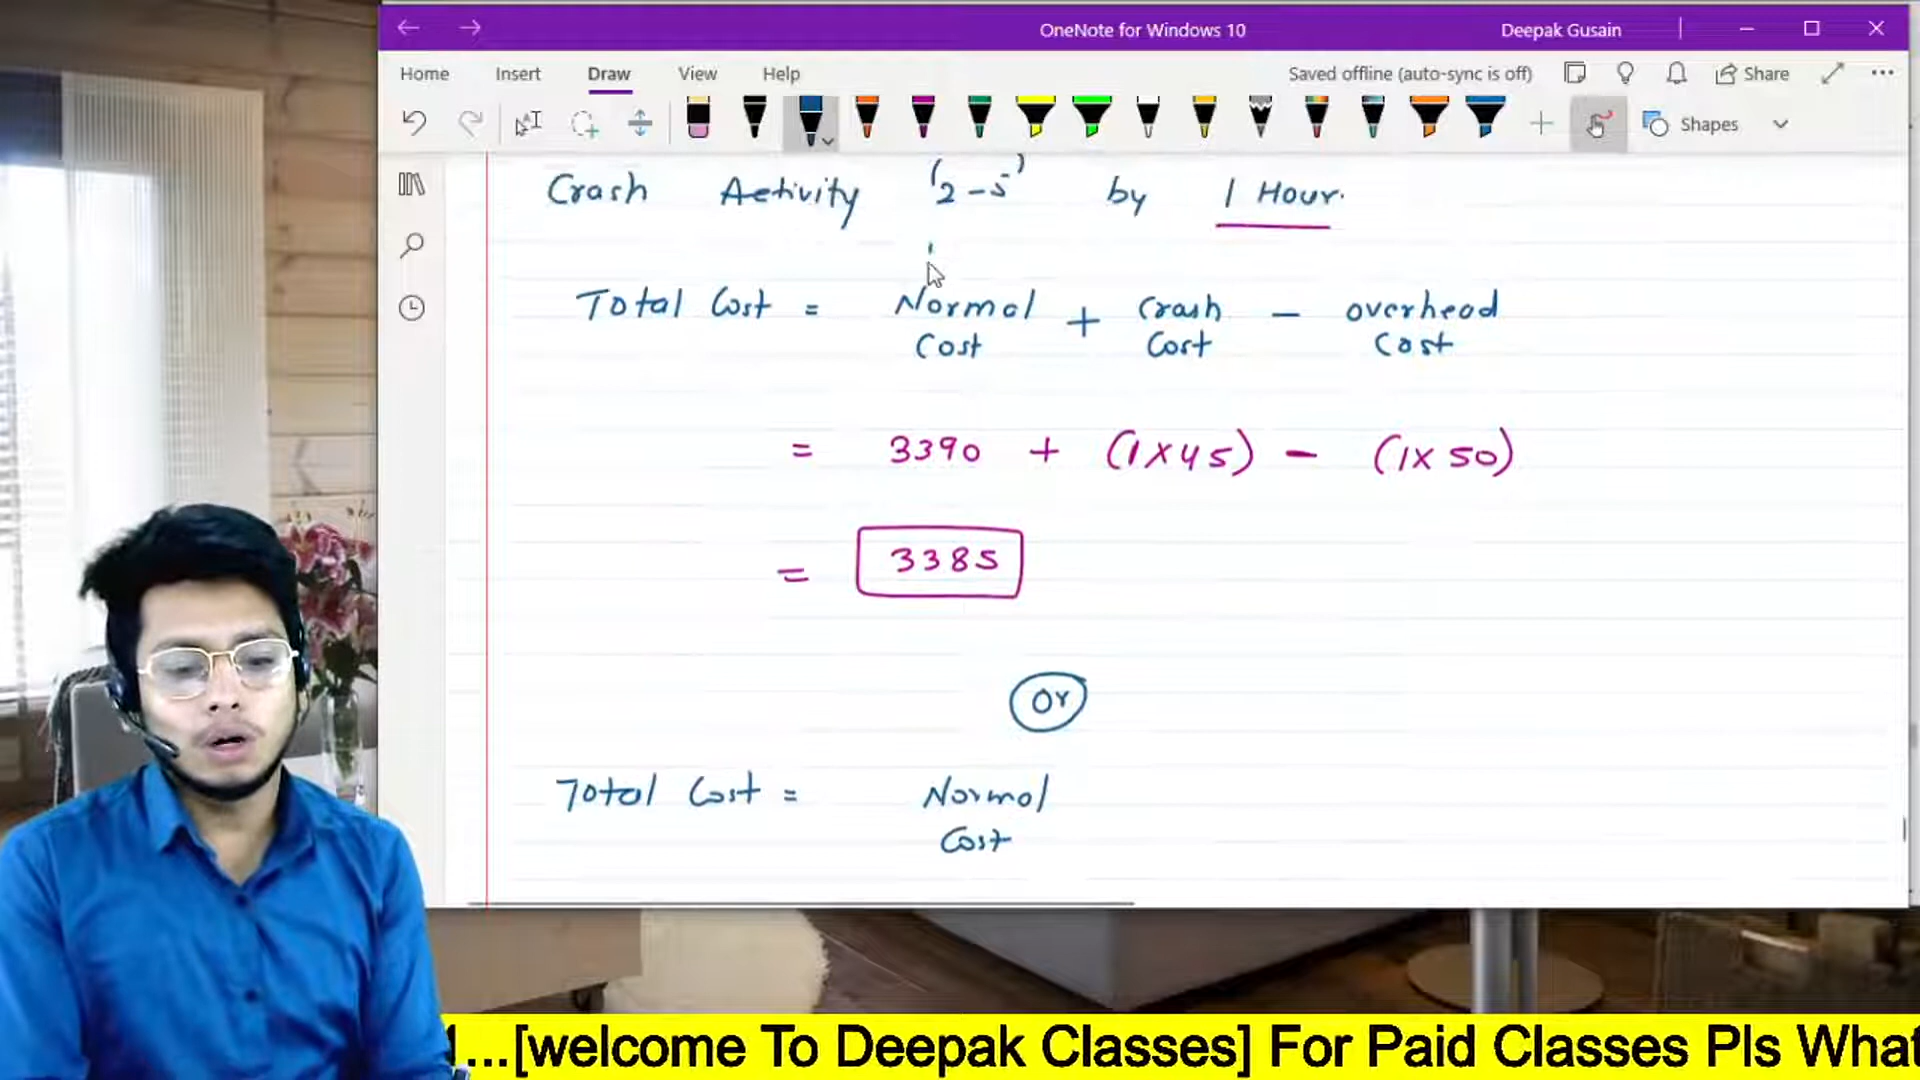 OneNote for Windows 10
Deepak Gusain
Home Insert Draw View Help
Saved offline (auto-sync is off)
Share
Shapes
Crash Activity (2-5) by 1 Hour.
Total Cost = Normal Cost + Crash Cost - overhead Cost
= 3390 + (1×45) - (1×50)
= 3385
Or
Total Cost = Normal Cost
1...[welcome To Deepak Classes] For Paid Classes Pls What